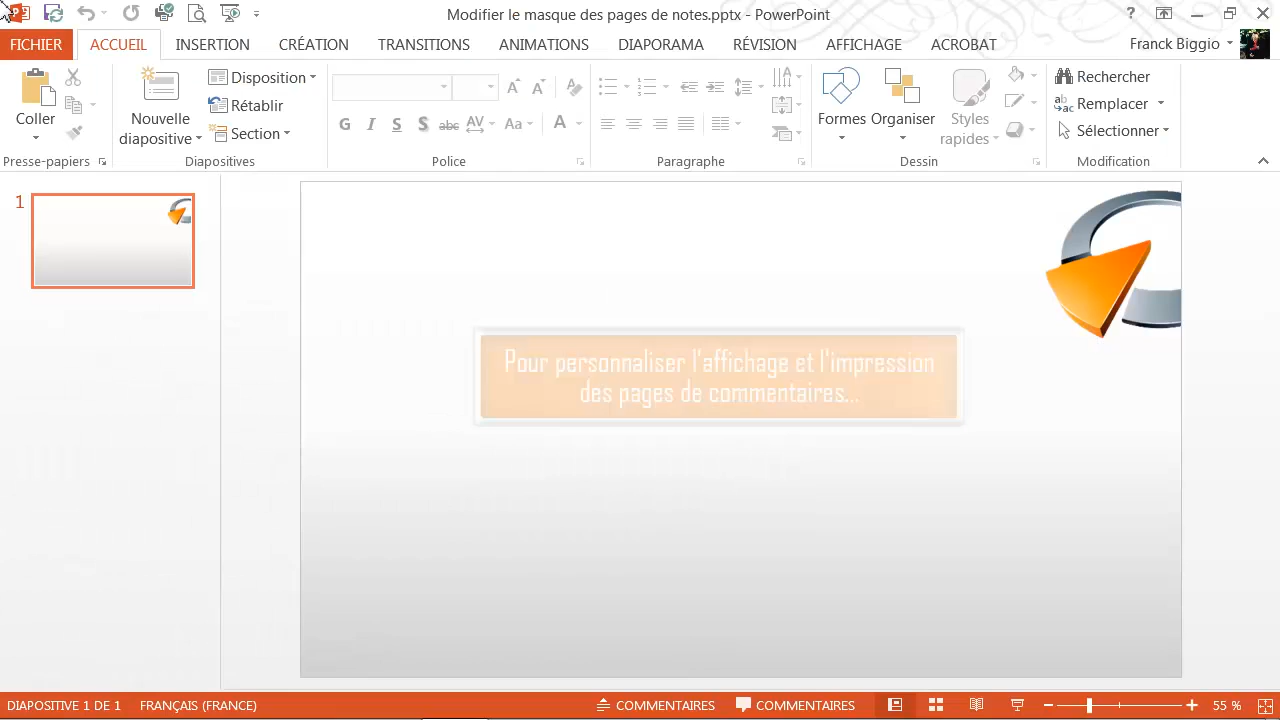 Modifier le masque des pages de notes.pptx - PowerPoint
?
FICHIER ACCUEIL INSERTION CRÉATION TRANSITIONS ANIMATIONS DIAPORAMA RÉVISION AFFICHAGE ACROBAT Franck Biggio
Coller
Nouvelle diapositive
Disposition
Rétablir
Section
G I S S abc AV Aa A
Formes
Organiser
Styles rapides
Rechercher
Remplacer
Sélectionner
Presse-papiers Diapositives Police Paragraphe Dessin Modification
1
Pour personnaliser l'affichage et l'impression
des pages de commentaires...
DIAPOSITIVE 1 DE 1 FRANÇAIS (FRANCE) COMMENTAIRES COMMENTAIRES 55 %